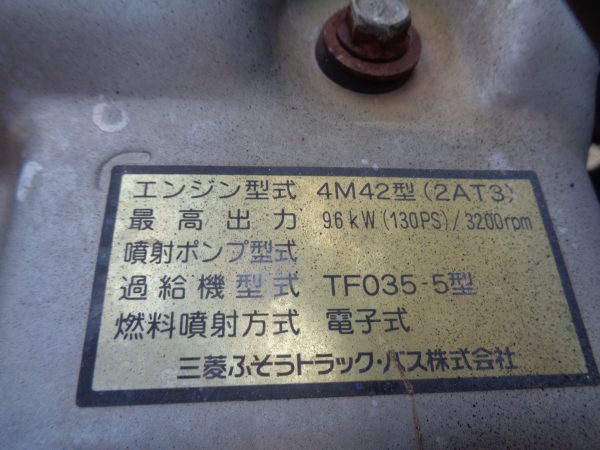 エンジン型式 4M42型(2AT3)
最高出力 96kW(130PS)/3200rpm
噴射ポンプ型式
過給機型式 TF035-5型
燃料噴射方式 電子式
三菱ふそうトラック・バス株式会社